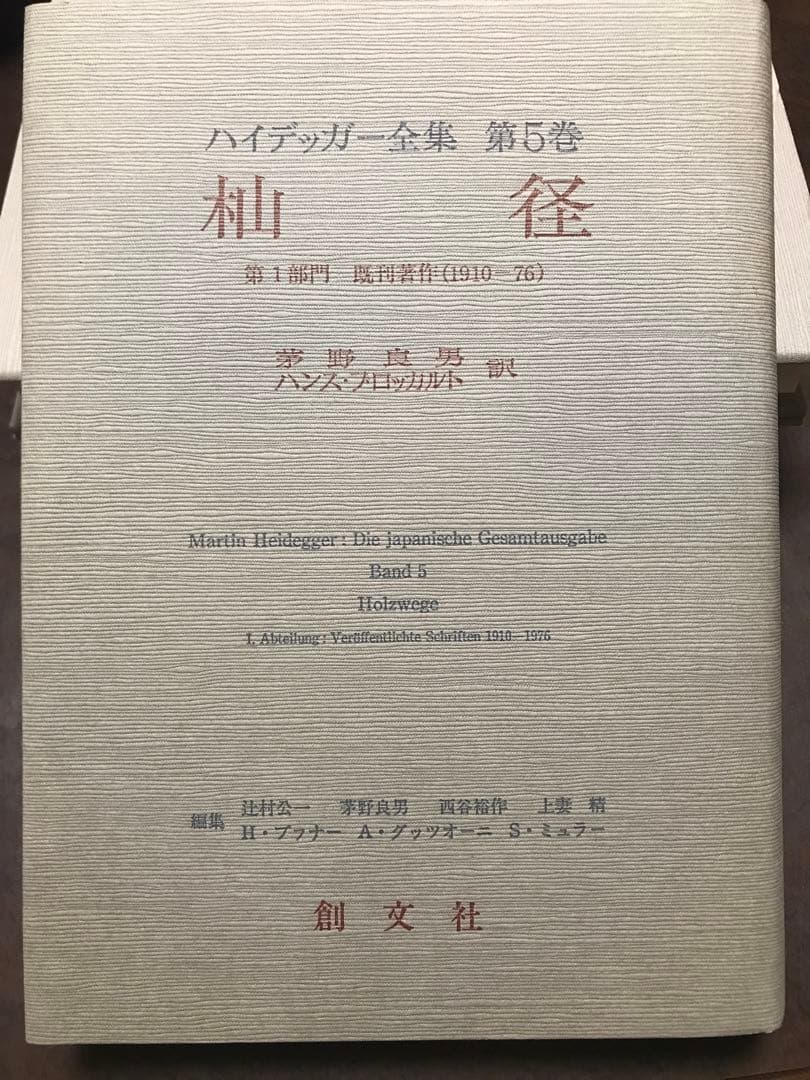 ハイデッガー全集 第5巻
杣径
第1部門 既刊著作(1910-76)
茅野良男
ハンス・ブロッカルト 訳
Martin Heidegger: Die japanische Gesamtausgabe
Band 5
Holzwege
I. Abteilung: Veröffentlichte Schriften 1910-1976
編集 辻村公一 茅野良男 西谷裕作 上妻 精
H・ブッナー A・グッツオーニ S・ミュラー
創文社